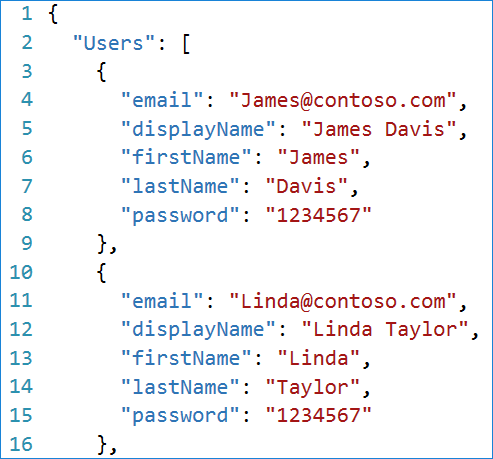 1 {
2 "Users": [
3 {
4 "email": "James@contoso.com",
5 "displayName": "James Davis",
6 "firstName": "James",
7 "lastName": "Davis",
8 "password": "1234567"
9 },
10 {
11 "email": "Linda@contoso.com",
12 "displayName": "Linda Taylor",
13 "firstName": "Linda",
14 "lastName": "Taylor",
15 "password": "1234567"
16 },